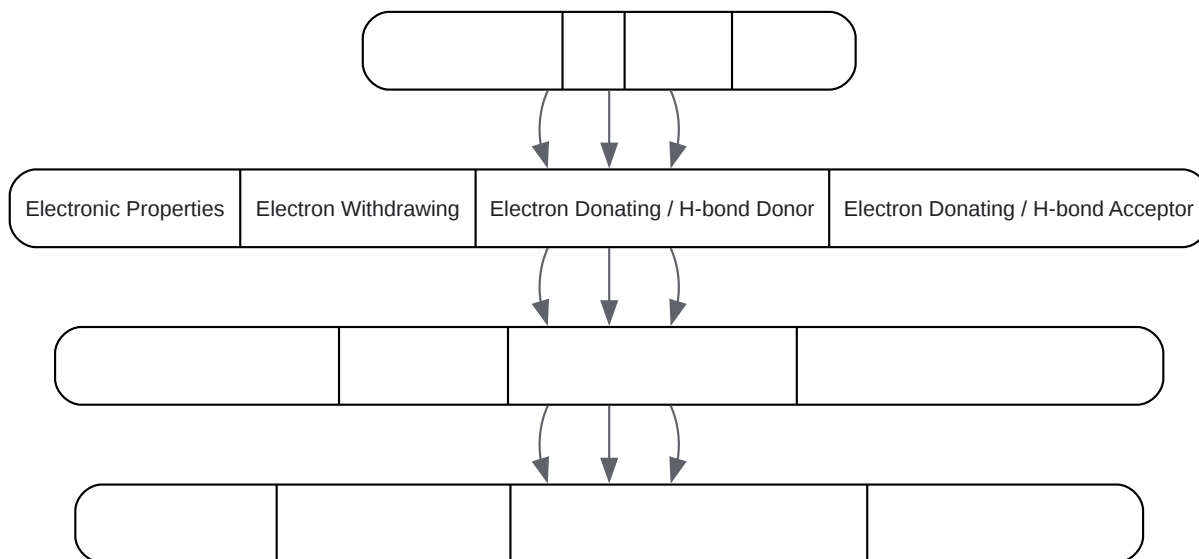 Electronic Properties
Electron Withdrawing
Electron Donating / H-bond Donor
Electron Donating / H-bond Acceptor